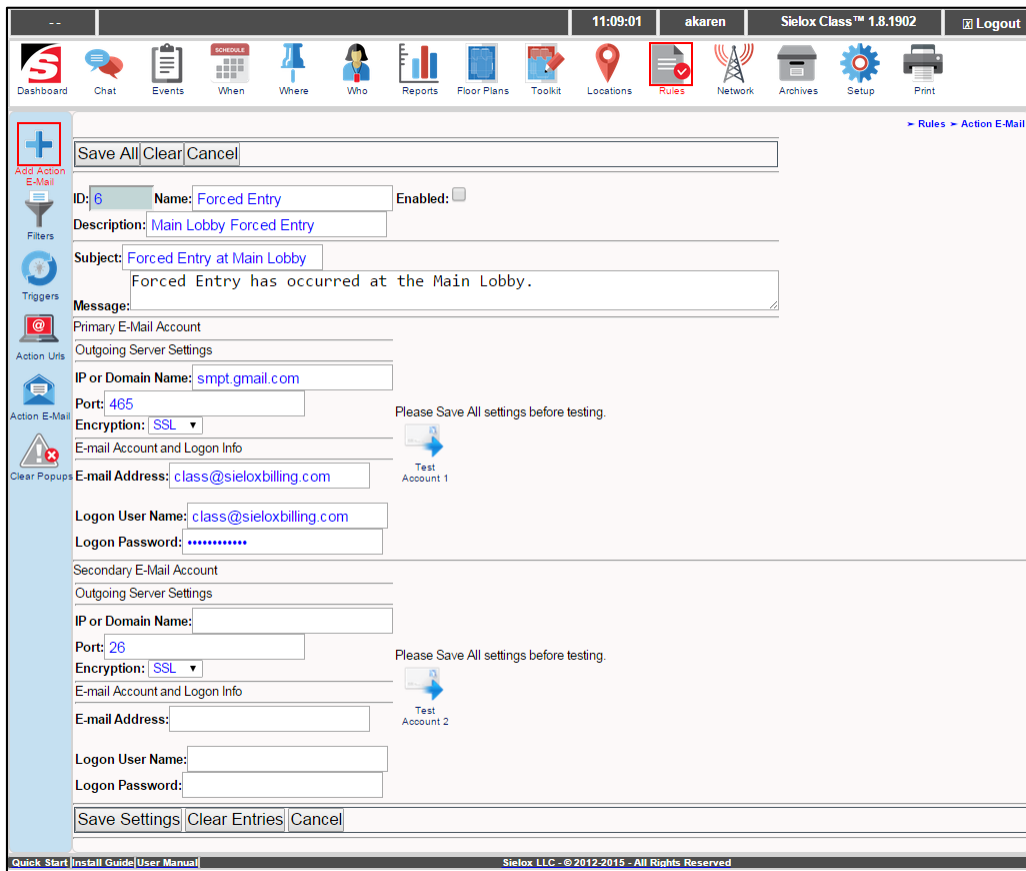 -- 11:09:01 akaren Sielox Class™ 1.8.1902 Logout
SCHEDULE
Dashboard Chat Events When Where Who Reports Floor Plans Toolkit Locations Rules Network Archives Setup Print
➢ Rules ➢ Action E-Mail
Save All Clear Cancel
Add Action
E-Mail
Filters
Triggers
Action Urls
Action E-Mail
Clear Popups
ID: 6 Name: Forced Entry Enabled:
Description: Main Lobby Forced Entry
Subject: Forced Entry at Main Lobby
Message: Forced Entry has occurred at the Main Lobby.
Primary E-Mail Account
Outgoing Server Settings
IP or Domain Name: smpt.gmail.com
Port: 465
Encryption: SSL
Please Save All settings before testing.
Test
Account 1
E-mail Account and Logon Info
E-mail Address: class@sieloxbilling.com
Logon User Name: class@sieloxbilling.com
Logon Password: ••••••••••••
Secondary E-Mail Account
Outgoing Server Settings
IP or Domain Name:
Port: 26
Encryption: SSL
Please Save All settings before testing.
Test
Account 2
E-mail Account and Logon Info
E-mail Address:
Logon User Name:
Logon Password:
Save Settings Clear Entries Cancel
Quick Start Install Guide User Manual Sielox LLC - © 2012-2015 - All Rights Reserved